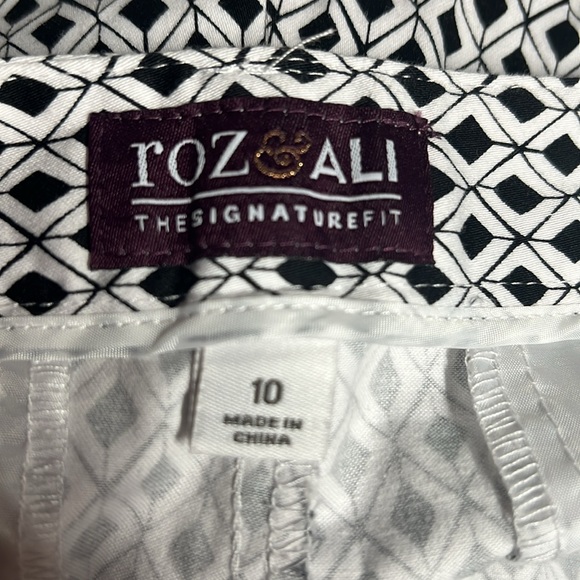 roz & ALI
THESIGNATUREFIT
10
MADE IN
CHINA